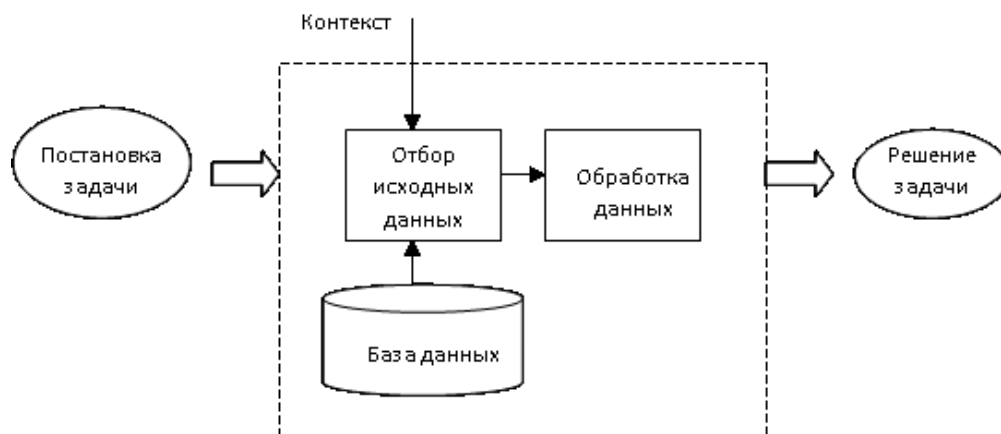 Контекст
Постановка
задачи
Отбор
исходных
данных
Обработка
данных
Решение
задачи
База данных